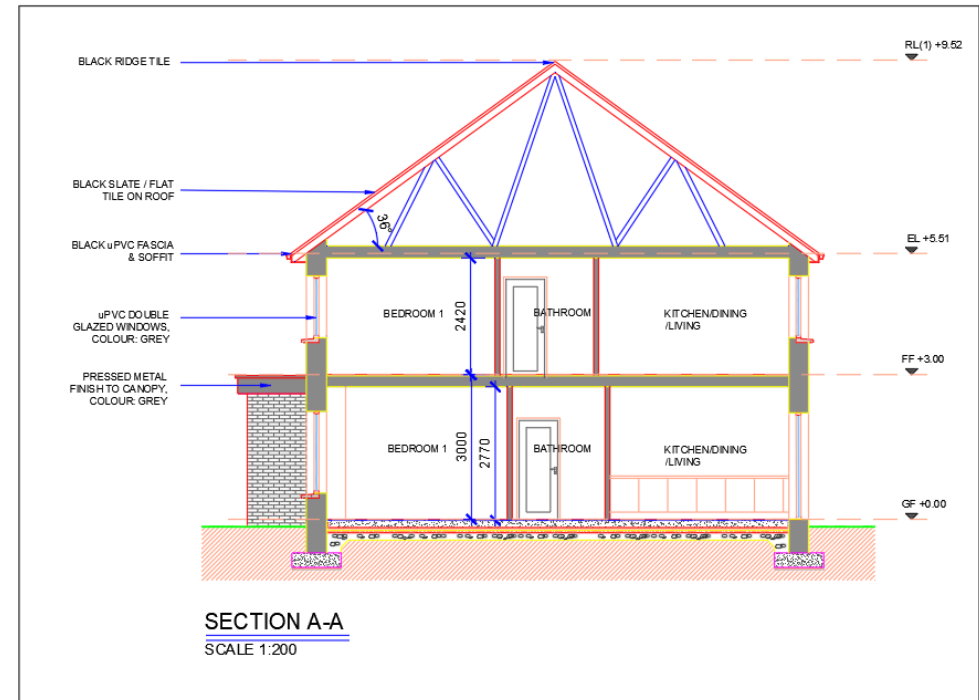 RL(1) +9.52
BLACK RIDGE TILE
BLACK SLATE / FLAT
TILE ON ROOF
36°
BLACK uPVC FASCIA
& SOFFIT
EL +5.51
uPVC DOUBLE
GLAZED WINDOWS,
COLOUR: GREY
BEDROOM 1
2420
BATHROOM
KITCHEN/DINING
/LIVING
FF +3.00
PRESSED METAL
FINISH TO CANOPY,
COLOUR: GREY
BEDROOM 1
3000
2770
BATHROOM
KITCHEN/DINING
/LIVING
GF +0.00
SECTION A-A
SCALE 1:200